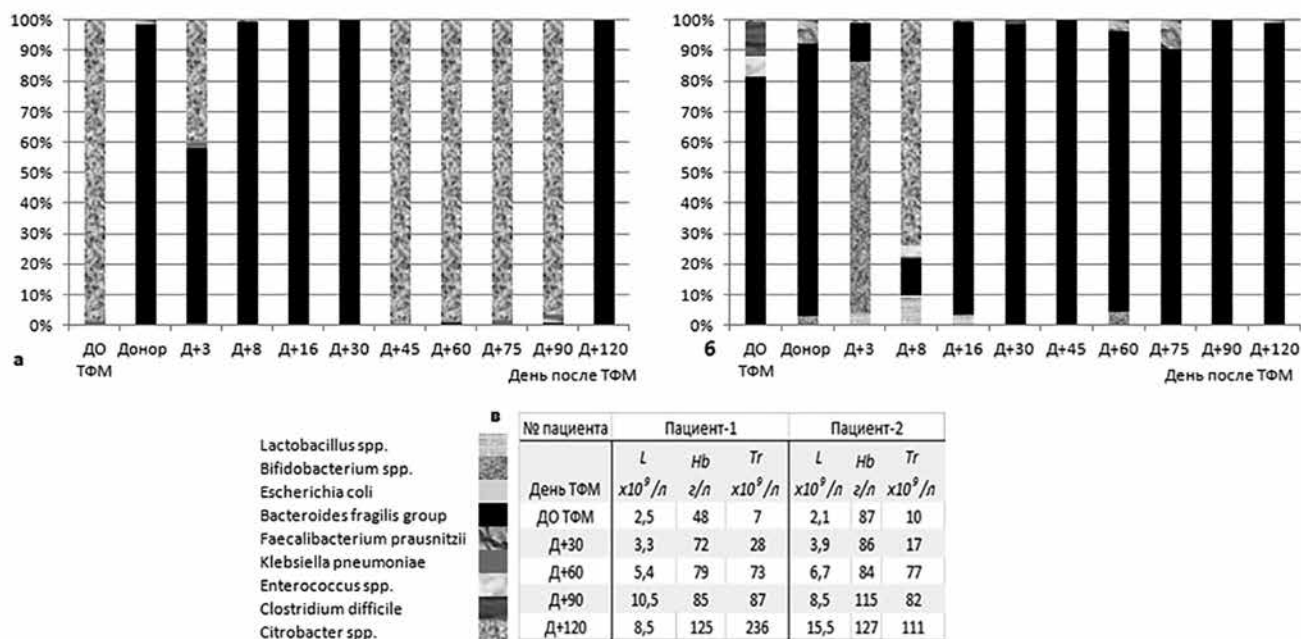 100%
90%
80%
70%
60%
50%
40%
30%
20%
10%
0%
ДО ТФМ Донор Д+3 Д+8 Д+16 Д+30 Д+45 Д+60 Д+75 Д+90 Д+120
а
День после ТФМ
100%
90%
80%
70%
60%
50%
40%
30%
20%
10%
0%
ДО ТФМ Донор Д+3 Д+8 Д+16 Д+30 Д+45 Д+60 Д+75 Д+90 Д+120
б
День после ТФМ
Lactobacillus spp.
Bifidobacterium spp.
Escherichia coli
Bacteroides fragilis group
Faecalibacterium prausnitzii
Klebsiella pneumoniae
Enterococcus spp.
Clostridium difficile
Citrobacter spp.
в
№ пациента Пациент-1 Пациент-2
L Hb Tr L Hb Tr
День ТФМ х10⁹/л г/л х10⁹/л х10⁹/л г/л х10⁹/л
ДО ТФМ 2,5 48 7 2,1 87 10
Д+30 3,3 72 28 3,9 86 17
Д+60 5,4 79 73 6,7 84 77
Д+90 10,5 85 87 8,5 115 82
Д+120 8,5 125 236 15,5 127 111